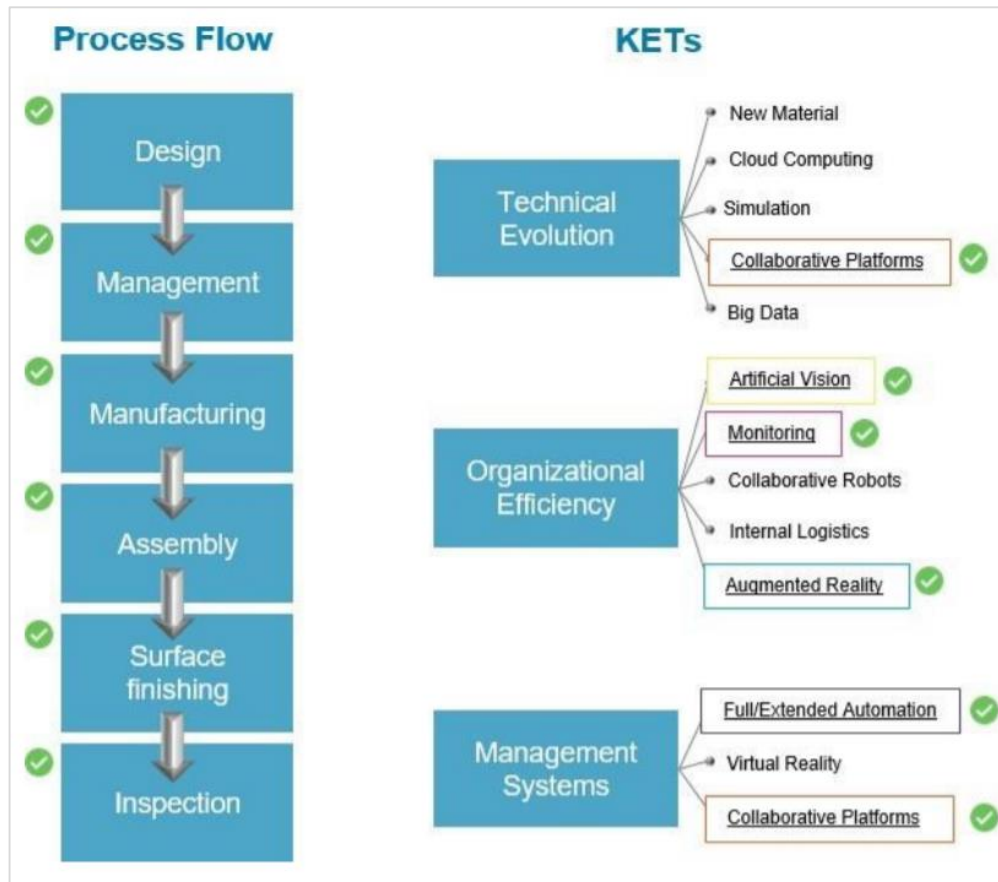 Process Flow
Design
Management
Manufacturing
Assembly
Surface
finishing
Inspection
KETs
Technical
Evolution
New Material
Cloud Computing
Simulation
Collaborative Platforms
Big Data
Organizational
Efficiency
Artificial Vision
Monitoring
Collaborative Robots
Internal Logistics
Augmented Reality
Management
Systems
Full/Extended Automation
Virtual Reality
Collaborative Platforms